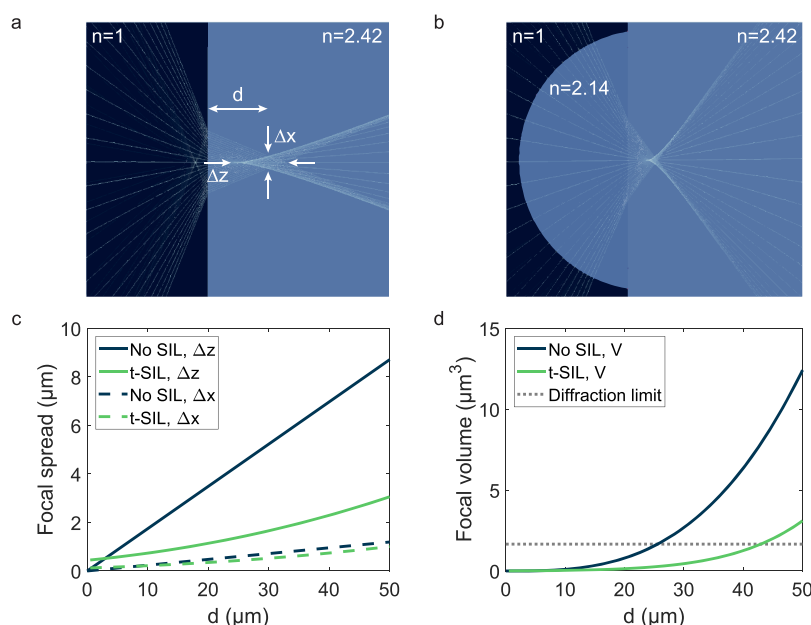 a
n=1
n=2.42
d
Δx
Δz
b
n=1
n=2.42
n=2.14
c
Focal spread (μm)
10
8
6
4
2
0
No SIL, Δz
t-SIL, Δz
No SIL, Δx
t-SIL, Δx
0 10 20 30 40 50
d (μm)
d
Focal volume (μm³)
15
10
5
0
No SIL, V
t-SIL, V
Diffraction limit
0 10 20 30 40 50
d (μm)